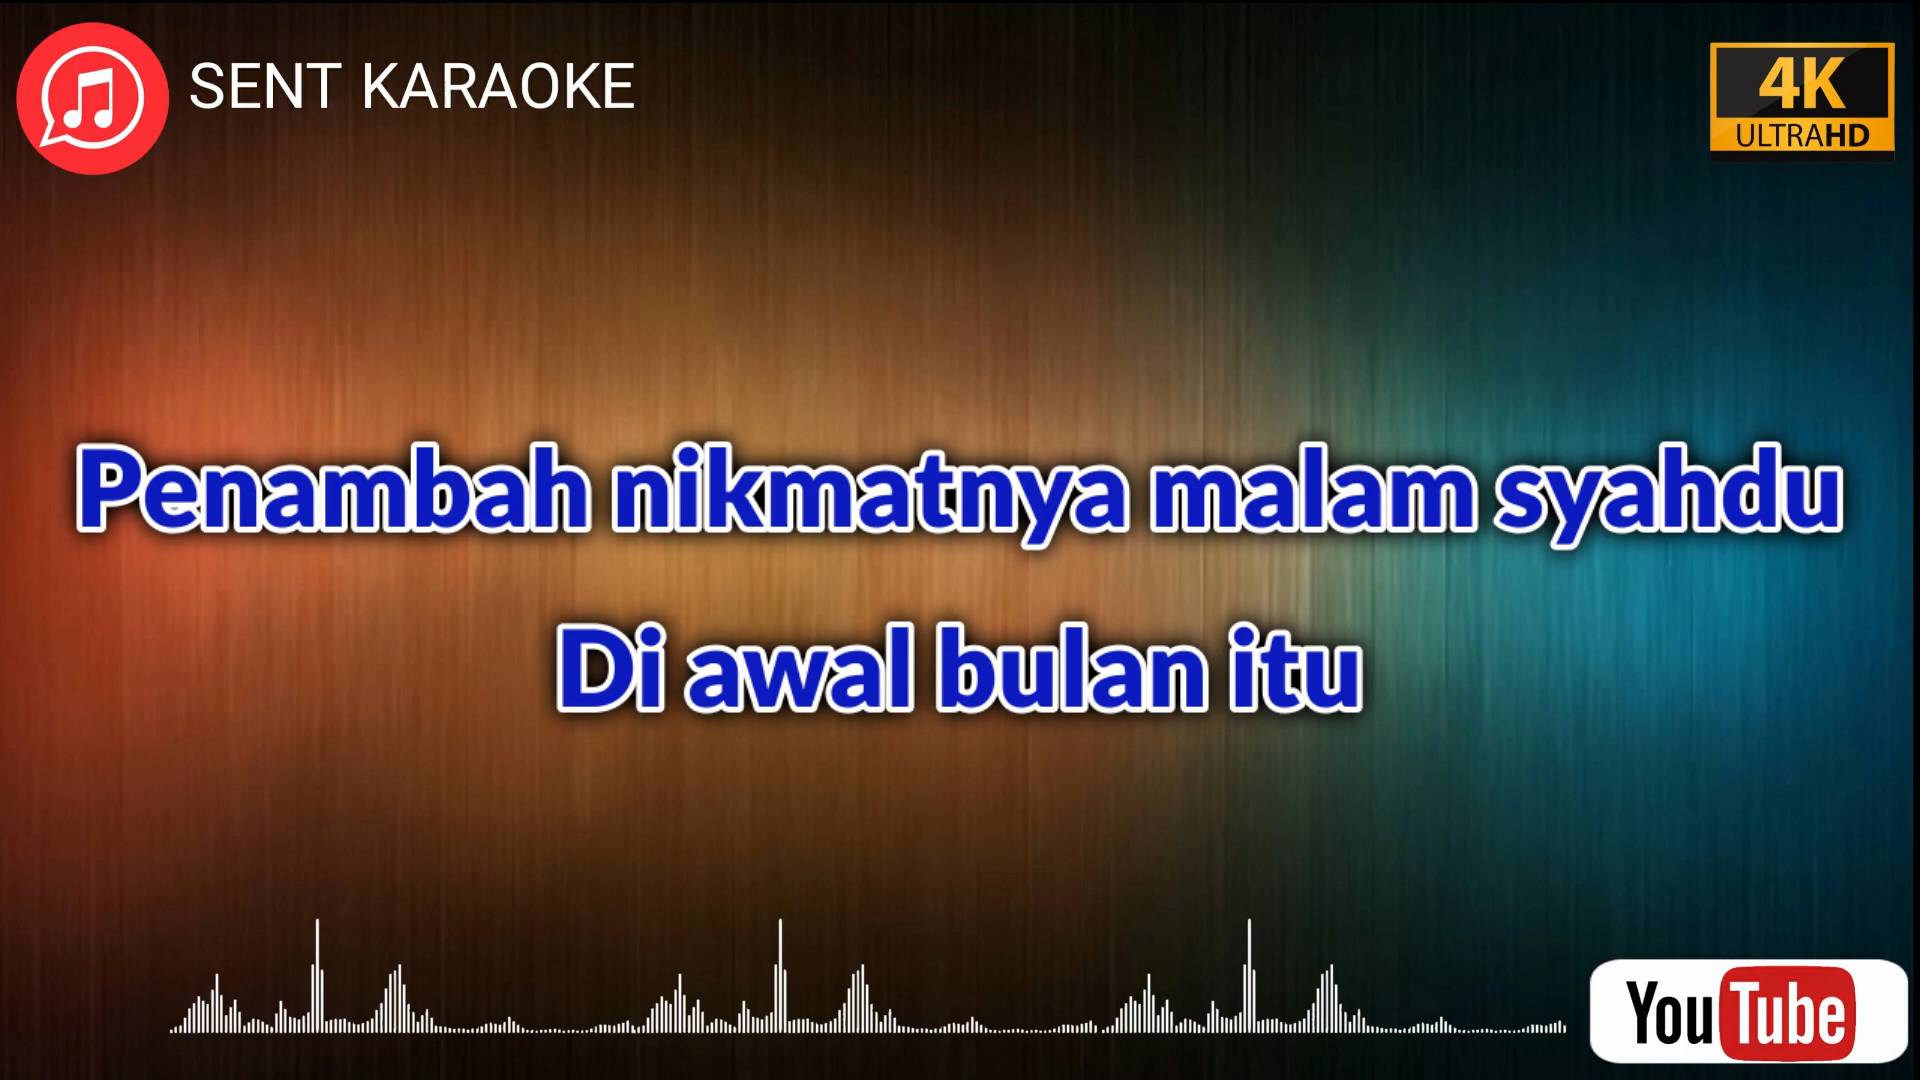 SENT KARAOKE
4K
ULTRAHD
Penambah nikmatnya malam syahdu
Di awal bulan itu
YouTube